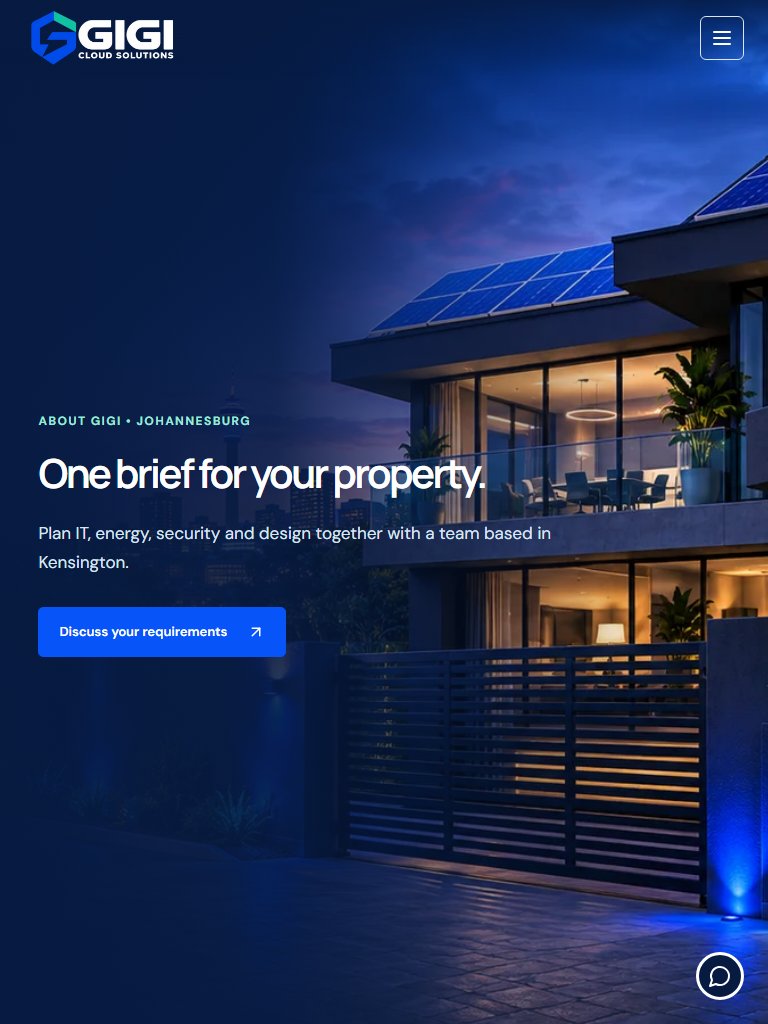 GIGI
CLOUD SOLUTIONS
ABOUT GIGI • JOHANNESBURG
One brief for your property.
Plan IT, energy, security and design together with a team based in
Kensington.
Discuss your requirements